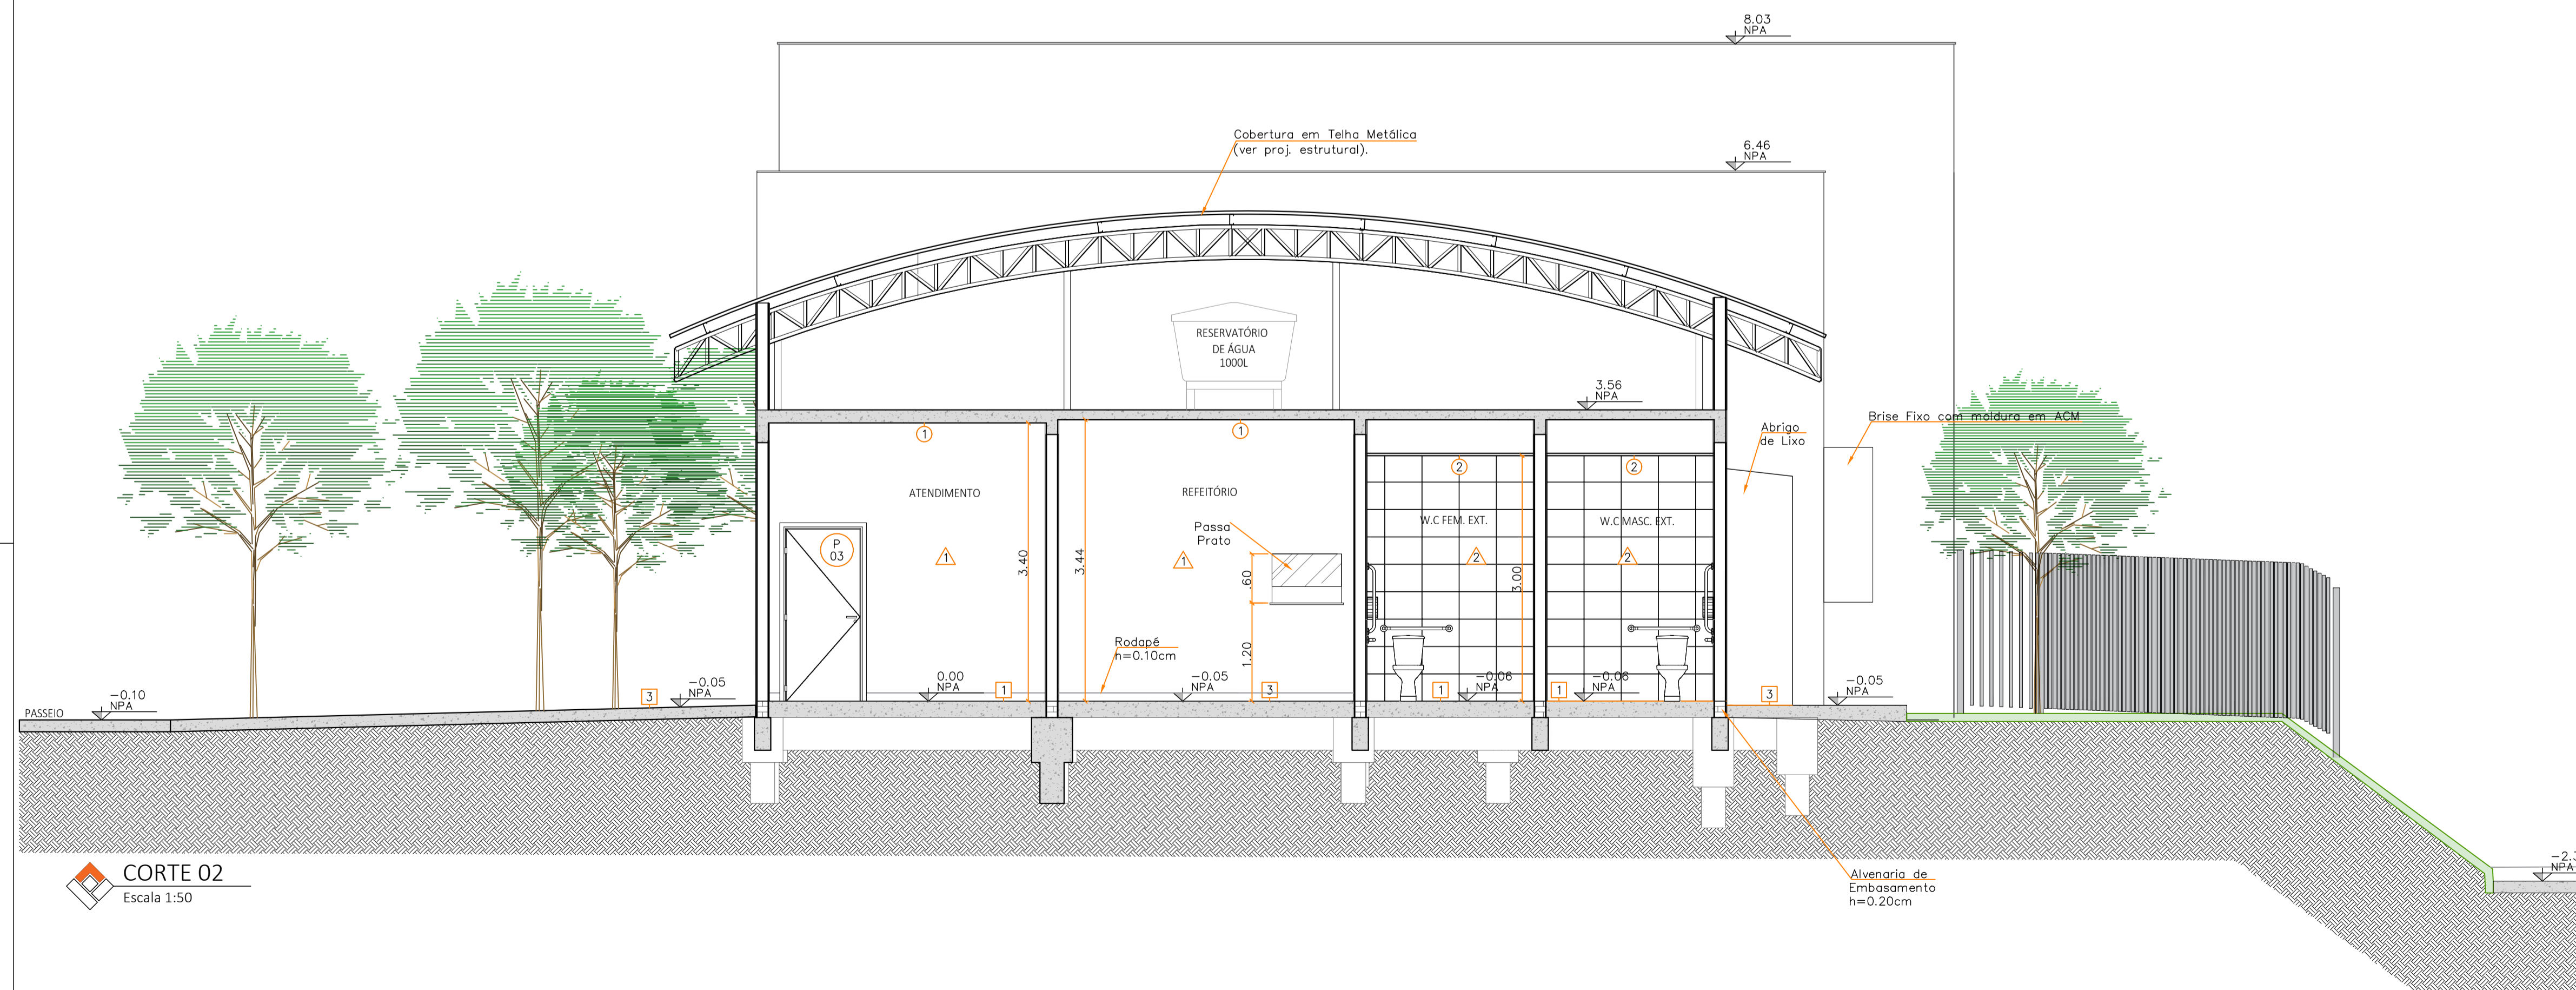 8.03
NPA
6.46
NPA
Cobertura em Telha Metálica
(ver proj. estrutural).
RESERVATÓRIO
DE ÁGUA
1000L
3.56
NPA
Brise Fixo com moldura em ACM
Abrigo
de Lixo
1
1
2
2
ATENDIMENTO
REFEITÓRIO
W.C FEM. EXT.
W.C MASC. EXT.
Passa
Prato
P
03
1
1
2
2
3.40
3.44
.60
1.20
3.00
Rodapé
h=0.10cm
PASSEIO
-0.10
NPA
3
-0.05
NPA
0.00
NPA
1
-0.05
NPA
3
1
-0.06
NPA
1
-0.06
NPA
3
-0.05
NPA
Alvenaria de
Embasamento
h=0.20cm
NPA
CORTE 02
Escala 1:50